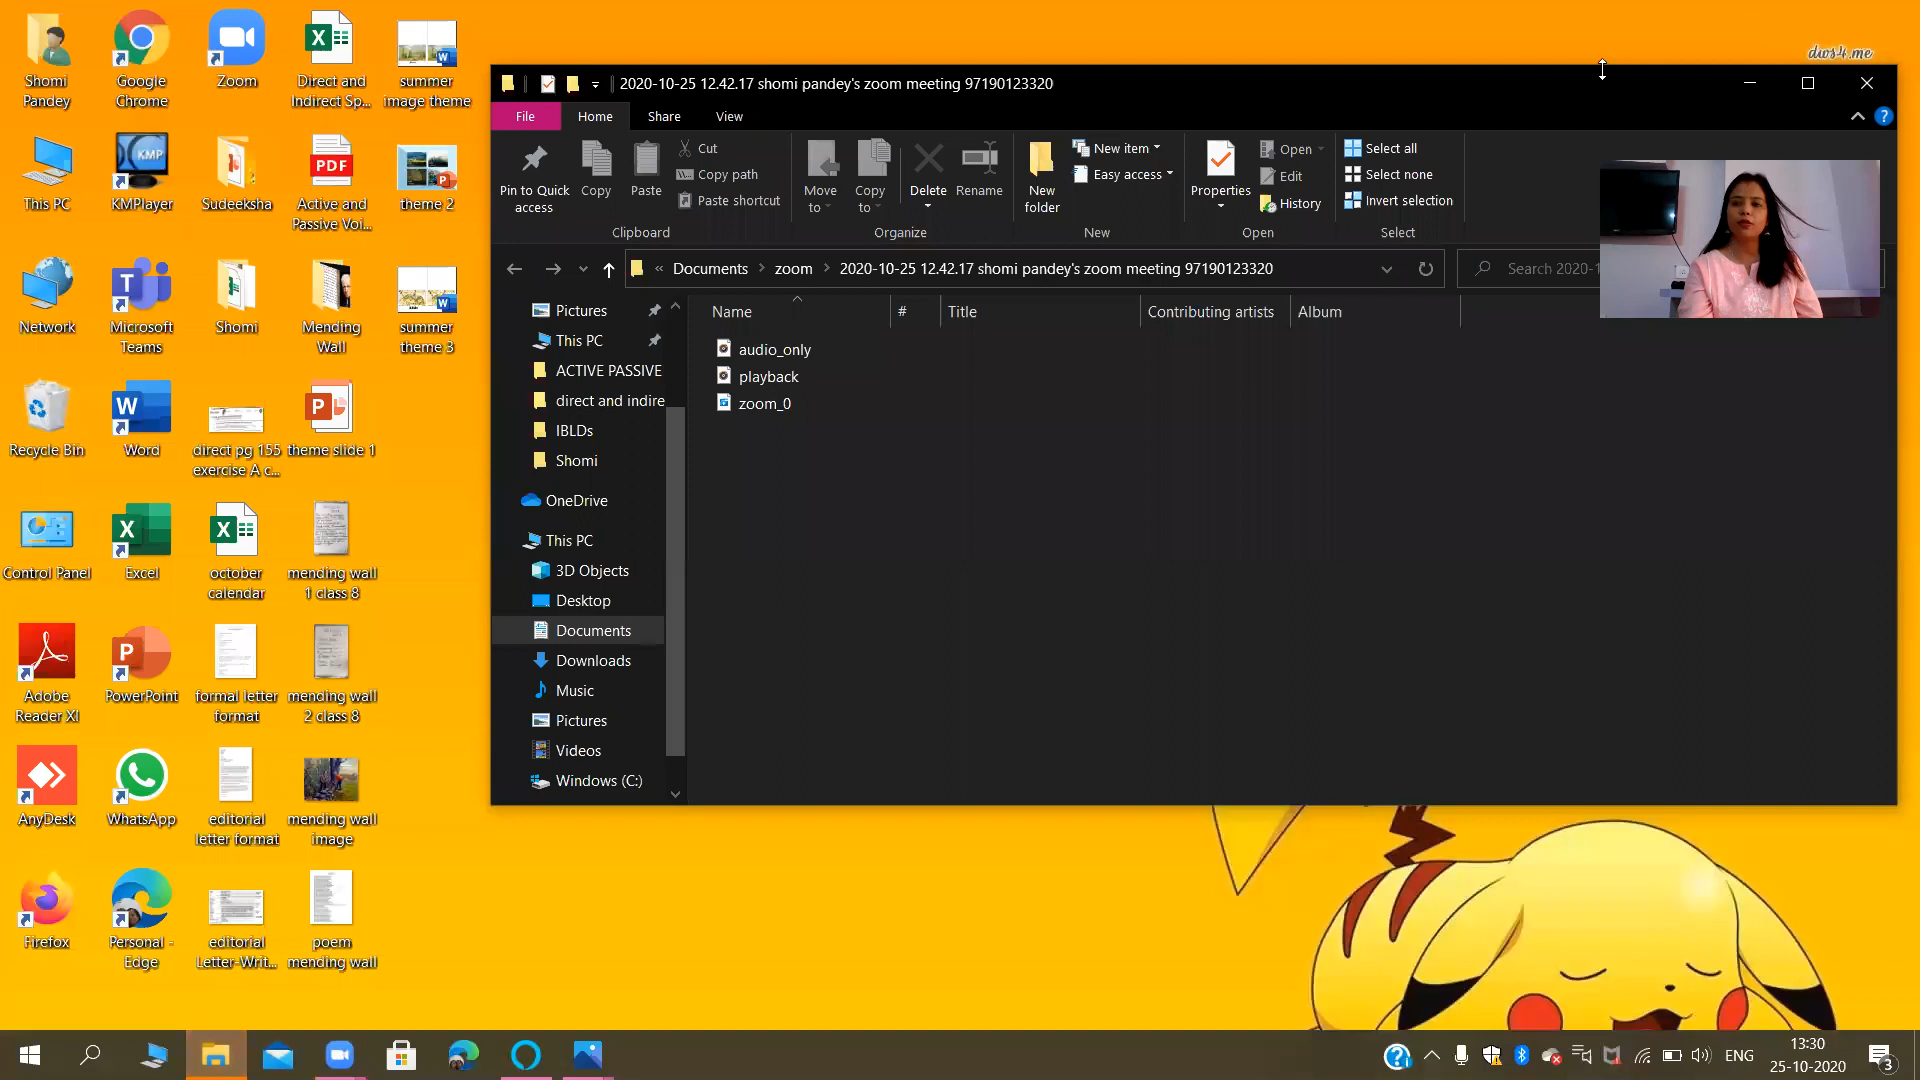 Shomi
Pandey
Google
Chrome
Zoom
Direct and
Indirect Sp...
summer
image theme
This PC
KMPlayer
Sudeeksha
Active and
Passive Voi...
theme 2
Network
Microsoft
Teams
Shomi
Mending
Wall
summer
theme 3
Recycle Bin
Word
direct pg 155
exercise A c...
theme slide 1
Control Panel
Excel
october
calendar
mending wall
1 class 8
Adobe
Reader XI
PowerPoint
formal letter
format
mending wall
2 class 8
AnyDesk
WhatsApp
editorial
letter format
mending wall
image
Firefox
Personal -
Edge
editorial
Letter-Writ...
poem
mending wall
KMP
PDF
dws4.me
2020-10-25 12.42.17 shomi pandey's zoom meeting 97190123320
File Home Share View
Pin to Quick
access
Copy
Paste
Cut
Copy path
Paste shortcut
Clipboard
Move
to
Copy
to
Delete
Rename
Organize
New
folder
New item
Easy access
New
Properties
Open
Edit
History
Open
Select all
Select none
Invert selection
Select
« Documents > zoom > 2020-10-25 12.42.17 shomi pandey's zoom meeting 97190123320
Search 2020-1
Name # Title Contributing artists Album
audio_only
playback
zoom_0
Pictures
This PC
ACTIVE PASSIVE
direct and indire
IBLDs
Shomi
OneDrive
This PC
3D Objects
Desktop
Documents
Downloads
Music
Pictures
Videos
Windows (C:)
ENG
13:30
25-10-2020
3